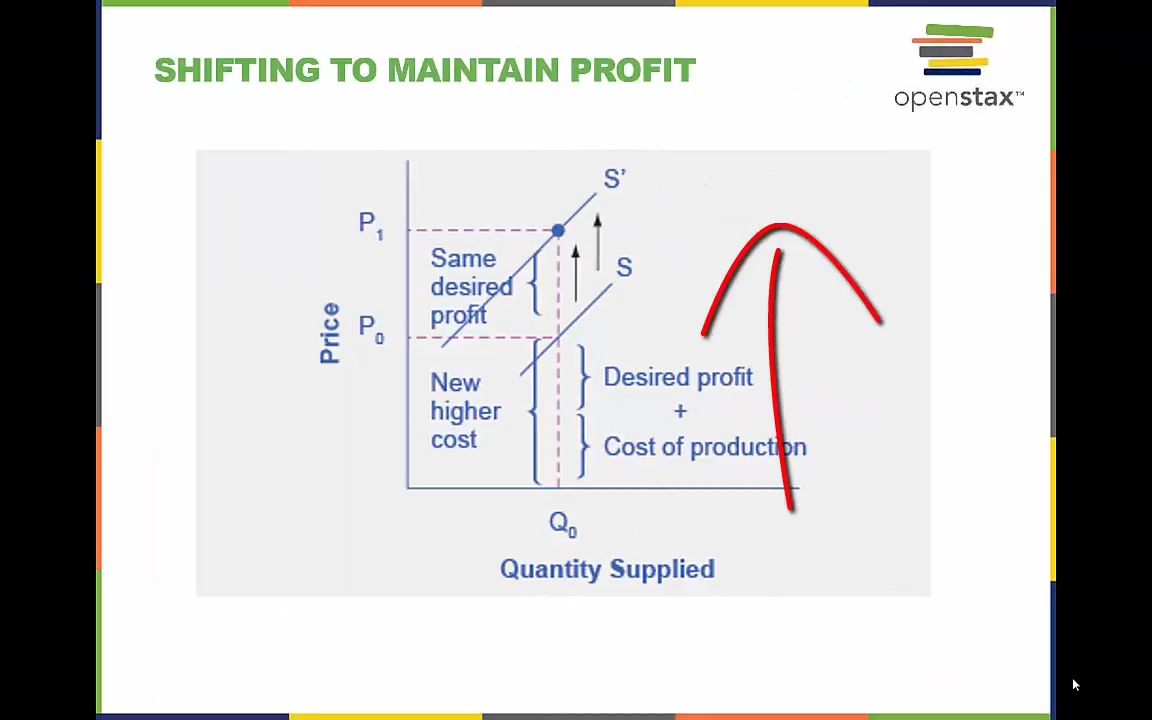 SHIFTING TO MAINTAIN PROFIT
openstax™
S’
P1
Same
desired
profit
S
Price
P0
New
higher
cost
Desired profit
+
Cost of production
Q0
Quantity Supplied